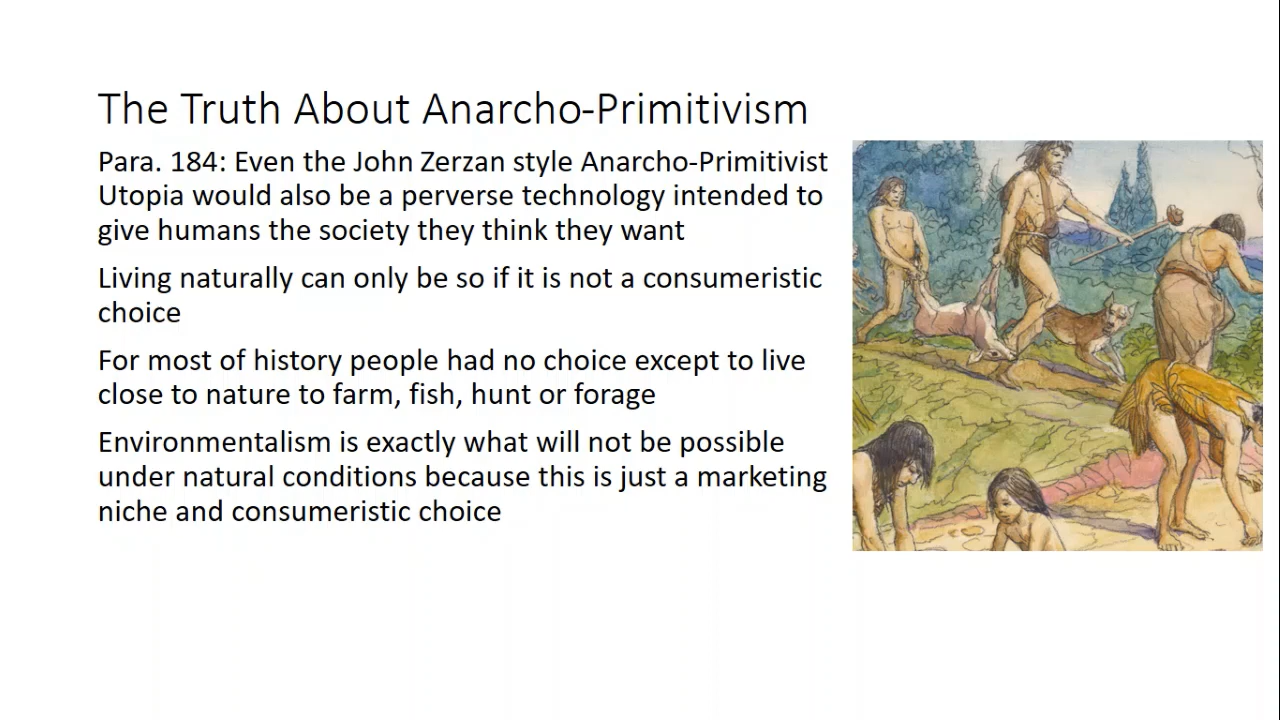 The Truth About Anarcho-Primitivism
Para. 184: Even the John Zerzan style Anarcho-Primitivist
Utopia would also be a perverse technology intended to
give humans the society they think they want
Living naturally can only be so if it is not a consumeristic
choice
For most of history people had no choice except to live
close to nature to farm, fish, hunt or forage
Environmentalism is exactly what will not be possible
under natural conditions because this is just a marketing
niche and consumeristic choice